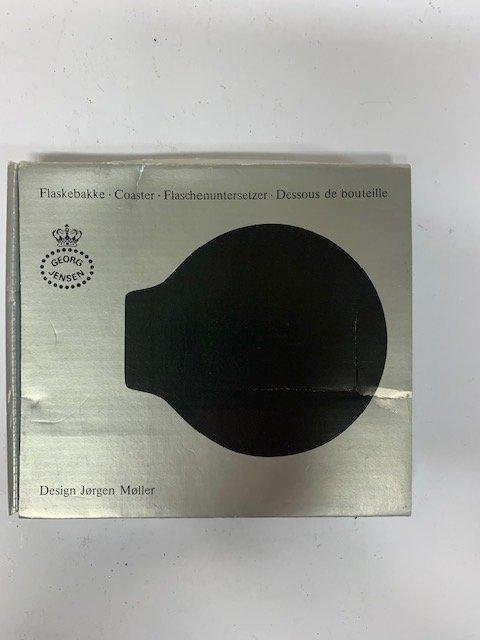 Flaskebakke · Coaster · Flaschenuntersetzer · Dessous de bouteille
GEORG
JENSEN
Design Jørgen Møller